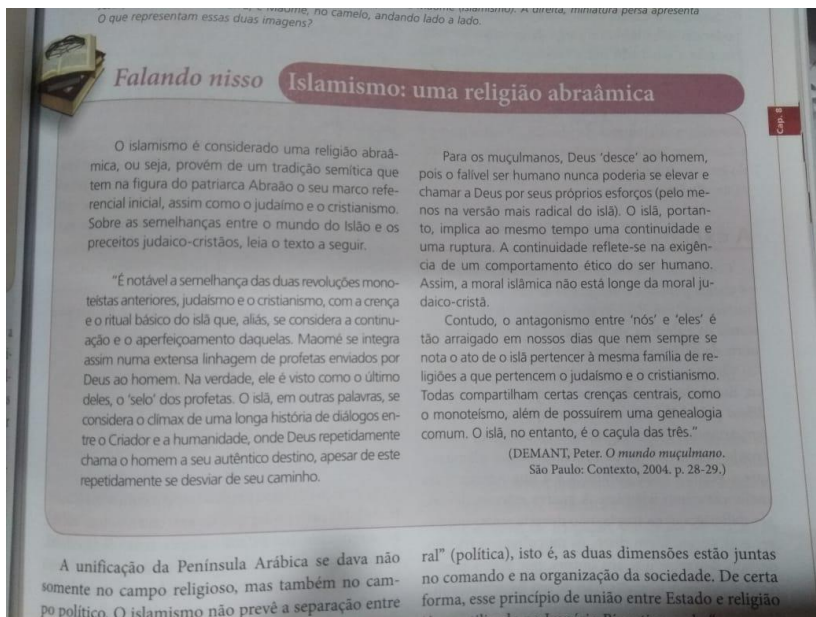 no camelo, andando lado a lado.
O que representam essas duas imagens?
Falando nisso Islamismo: uma religião abraâmica
Cap. 8
O islamismo é considerado uma religião abraâ-
mica, ou seja, provém de um tradição semítica que
tem na figura do patriarca Abraão o seu marco refe-
rencial inicial, assim como o judaímo e o cristianismo.
Sobre as semelhanças entre o mundo do Islão e os
preceitos judaico-cristãos, leia o texto a seguir.
“É notável a semelhança das duas revoluções mono-
teístas anteriores, judaísmo e o cristianismo, com a crença
e o ritual básico do islã que, aliás, se considera a continu-
ação e o aperfeiçoamento daquelas. Maomé se integra
assim numa extensa linhagem de profetas enviados por
Deus ao homem. Na verdade, ele é visto como o último
deles, o ‘selo’ dos profetas. O islã, em outras palavras, se
considera o clímax de uma longa história de diálogos en-
tre o Criador e a humanidade, onde Deus repetidamente
chama o homem a seu autêntico destino, apesar de este
repetidamente se desviar de seu caminho.
Para os muçulmanos, Deus ‘desce’ ao homem,
pois o falível ser humano nunca poderia se elevar e
chamar a Deus por seus próprios esforços (pelo me-
nos na versão mais radical do islã). O islã, portan-
to, implica ao mesmo tempo uma continuidade e
uma ruptura. A continuidade reflete-se na exigên-
cia de um comportamento ético do ser humano.
Assim, a moral islâmica não está longe da moral ju-
daico-cristã.
Contudo, o antagonismo entre ‘nós’ e ‘eles’ é
tão arraigado em nossos dias que nem sempre se
nota o ato de o islã pertencer à mesma família de re-
ligiões a que pertencem o judaísmo e o cristianismo.
Todas compartilham certas crenças centrais, como
o monoteísmo, além de possuírem uma genealogia
comum. O islã, no entanto, é o caçula das três.”
(DEMANT, Peter. O mundo muçulmano.
São Paulo: Contexto, 2004. p. 28-29.)
A unificação da Península Arábica se dava não
somente no campo religioso, mas também no cam-
po político. O islamismo não prevê a separação entre
ral” (política), isto é, as duas dimensões estão juntas
no comando e na organização da sociedade. De certa
forma, esse princípio de união entre Estado e religião